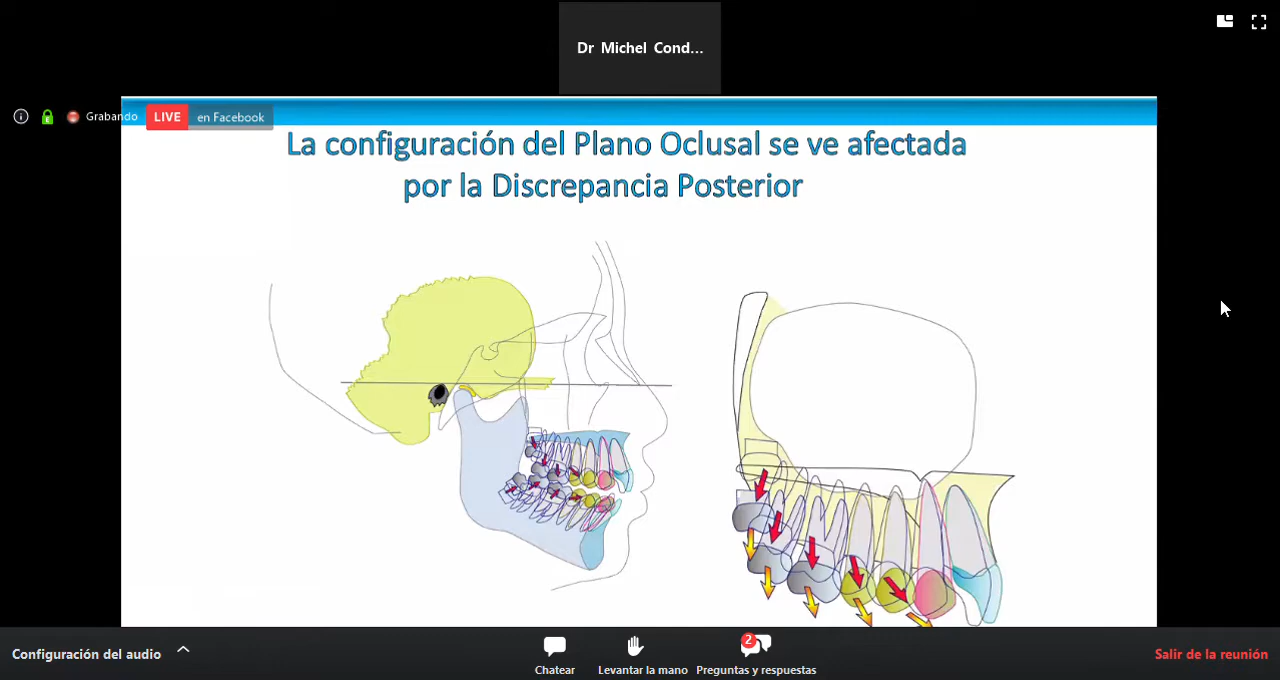 Dr Michel Cond...
Grabando
LIVE en Facebook
La configuración del Plano Oclusal se ve afectada
por la Discrepancia Posterior
Configuración del audio
Chatear
Levantar la mano
2
Preguntas y respuestas
Salir de la reunión